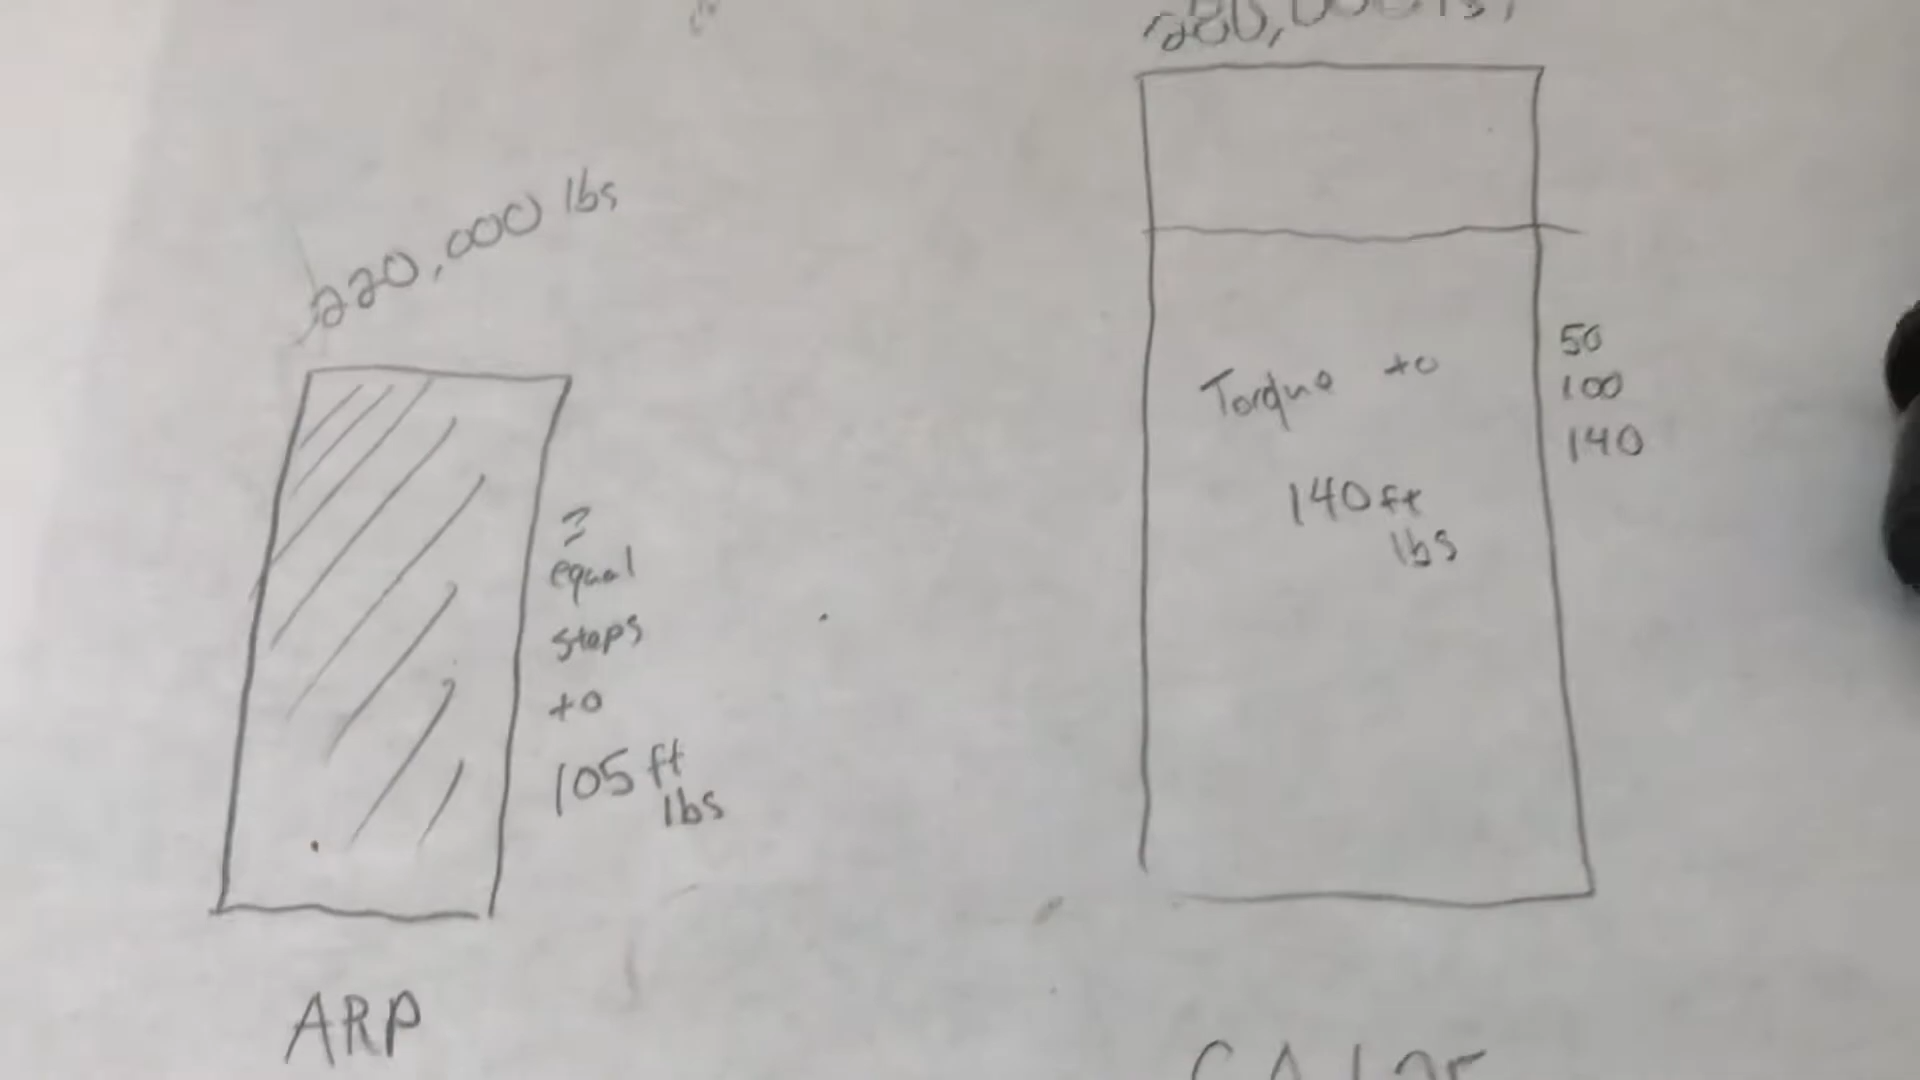 220,000 lbs
3
equal
steps
to
105 ft
lbs
ARP
Torque to
140 ft
lbs
50
100
140